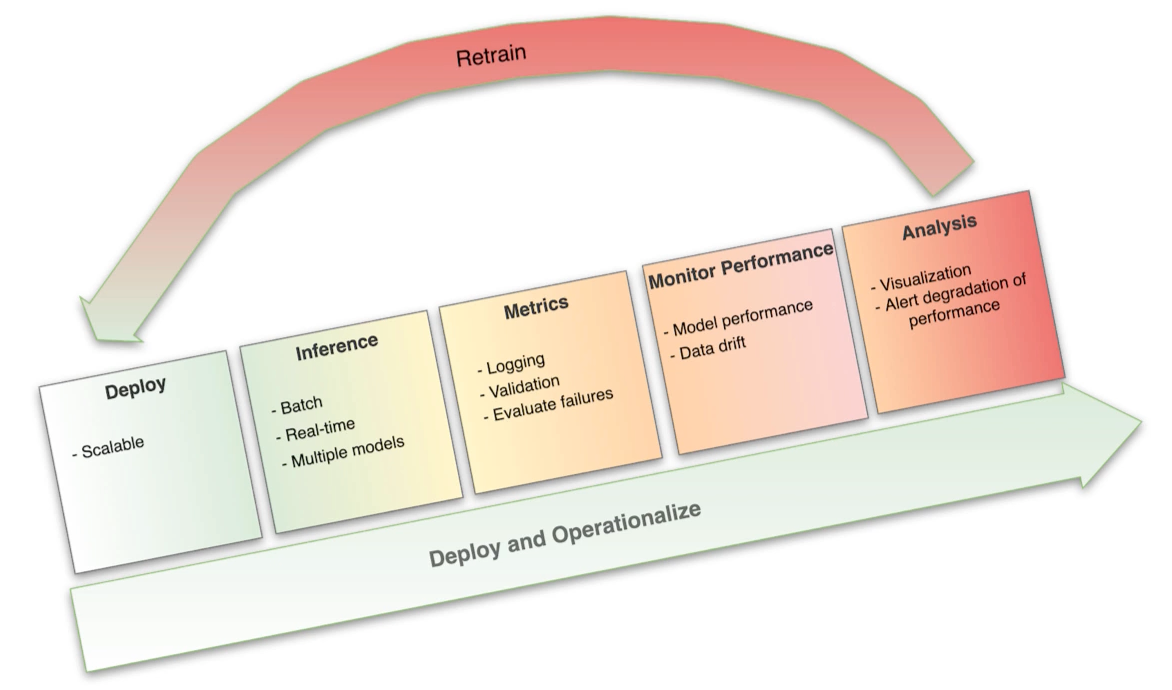 Retrain
Deploy
- Scalable
Inference
- Batch
- Real-time
- Multiple models
Metrics
- Logging
- Validation
- Evaluate failures
Monitor Performance
- Model performance
- Data drift
Analysis
- Visualization
- Alert degradation of
performance
Deploy and Operationalize